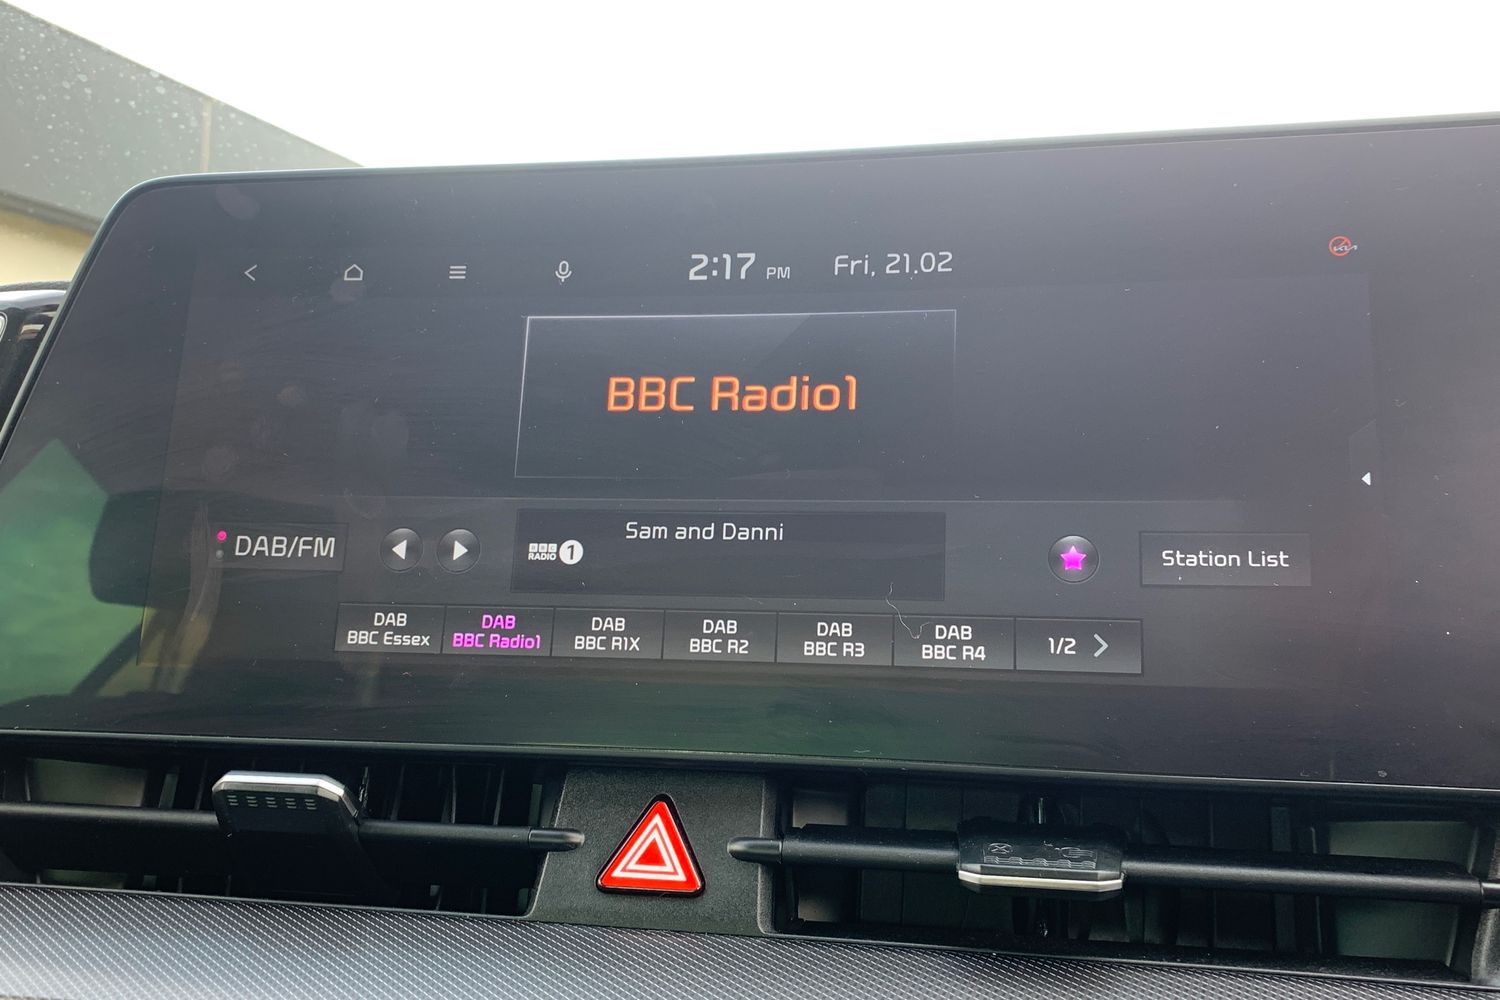 2:17 PM Fri, 21.02
BBC Radio1
DAB/FM
BBC
RADIO 1
Sam and Danni
Station List
DAB
BBC Essex
DAB
BBC Radio1
DAB
BBC R1X
DAB
BBC R2
DAB
BBC R3
DAB
BBC R4
1/2